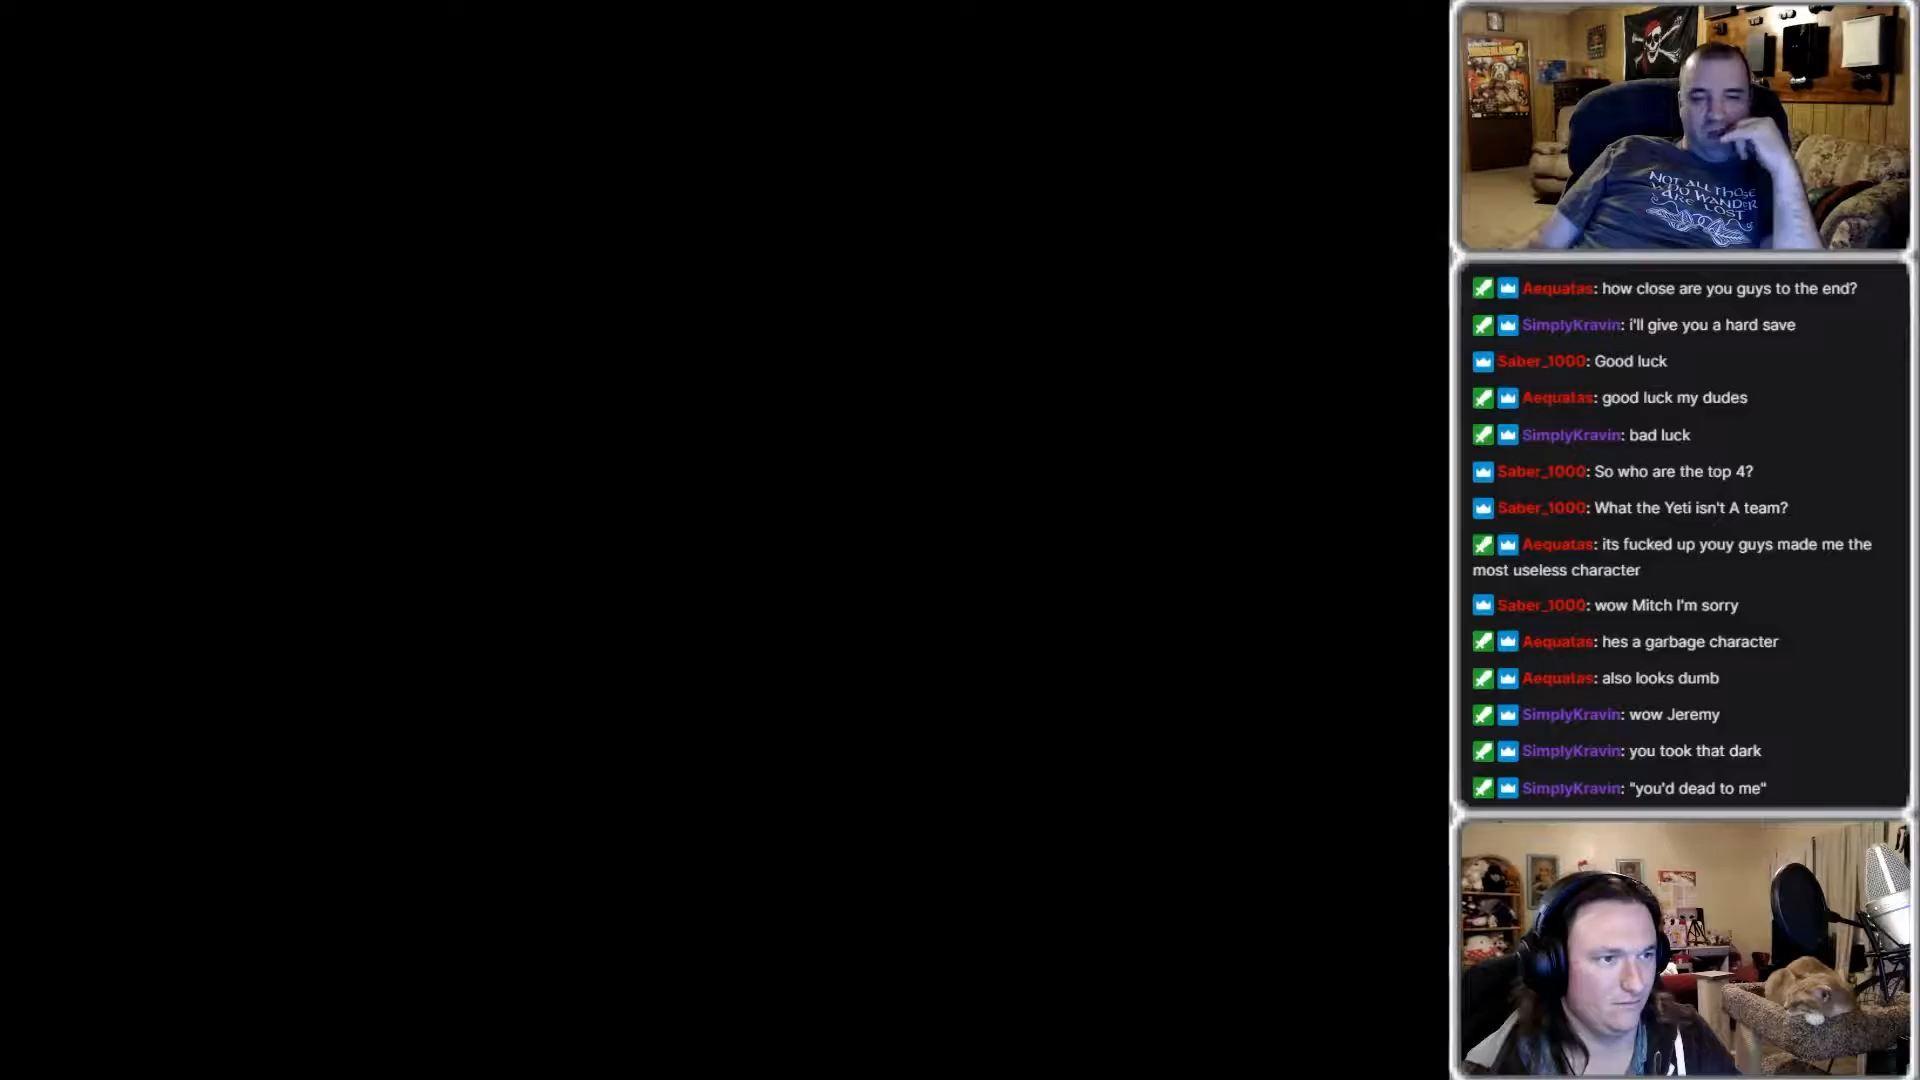 NOT ALL THOSE
WHO WANDER
ARE LOST
Aequatas: how close are you guys to the end?
SimplyKravin: i'll give you a hard save
Saber_1000: Good luck
Aequatas: good luck my dudes
SimplyKravin: bad luck
Saber_1000: So who are the top 4?
Saber_1000: What the Yeti isn't A team?
Aequatas: its fucked up youy guys made me the
most useless character
Saber_1000: wow Mitch I'm sorry
Aequatas: hes a garbage character
Aequatas: also looks dumb
SimplyKravin: wow Jeremy
SimplyKravin: you took that dark
SimplyKravin: "you'd dead to me"